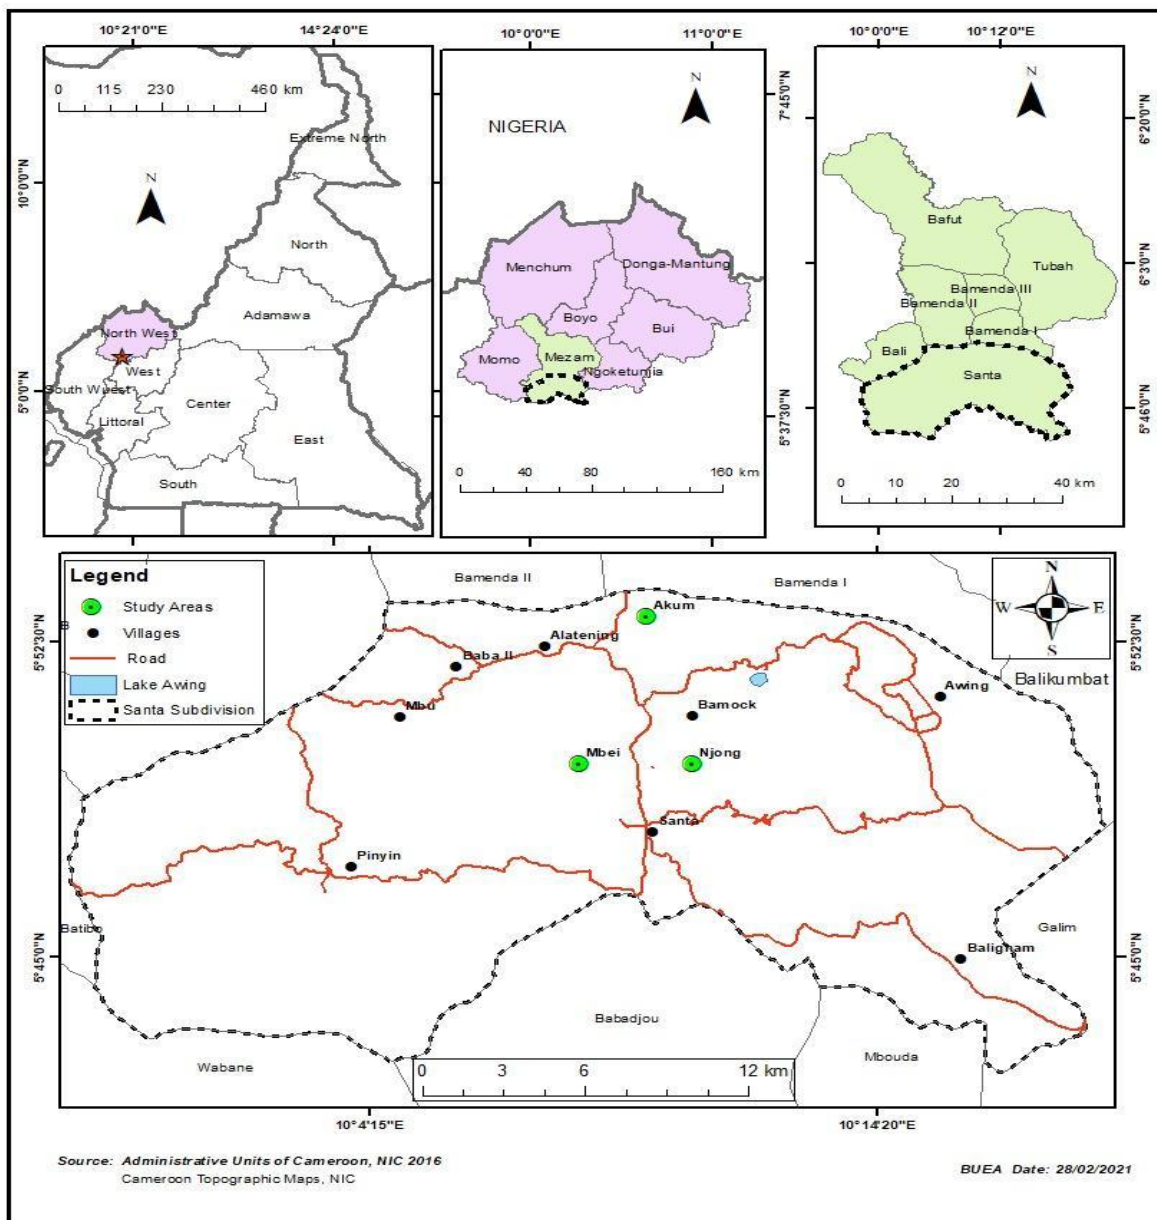 10°21'0"E 14°24'0"E
0 115 230 460 km
N
Extreme North
North
Adamawa
North West
West
South Wuest
Littoral
Center
East
South
10°0'0"N
5°0'0"N
10°0'0"E 11°0'0"E
N
NIGERIA
Menchum
Donga-Mantung
Boyo
Bui
Momo
Mezam
Ngoketumjia
7°45'0"N
5°37'30"N
0 40 80 160 km
10°0'0"E 10°12'0"E
N
Bafut
Tubah
Bamenda III
Bamenda II
Bamenda I
Bali
Santa
6°20'0"N
6°3'0"N
5°46'0"N
0 10 20 40 km
Legend
Study Areas
Villages
Road
Lake Awing
Santa Subdivision
Bamenda II
Bamenda I
N
W E
S
B
Akum
Alatening
Baba II
Mbu
Bamock
Awing
Balikumbat
Mbei
Njong
Santa
Pinyin
Batibo
Galim
Baligham
Babadjou
Mbouda
Wabane
5°52'30"N
5°45'0"N
5°52'30"N
5°45'0"N
0 3 6 12 km
10°4'15"E 10°14'20"E
Source: Administrative Units of Cameroon, NIC 2016
Cameroon Topographic Maps, NIC
BUEA Date: 28/02/2021